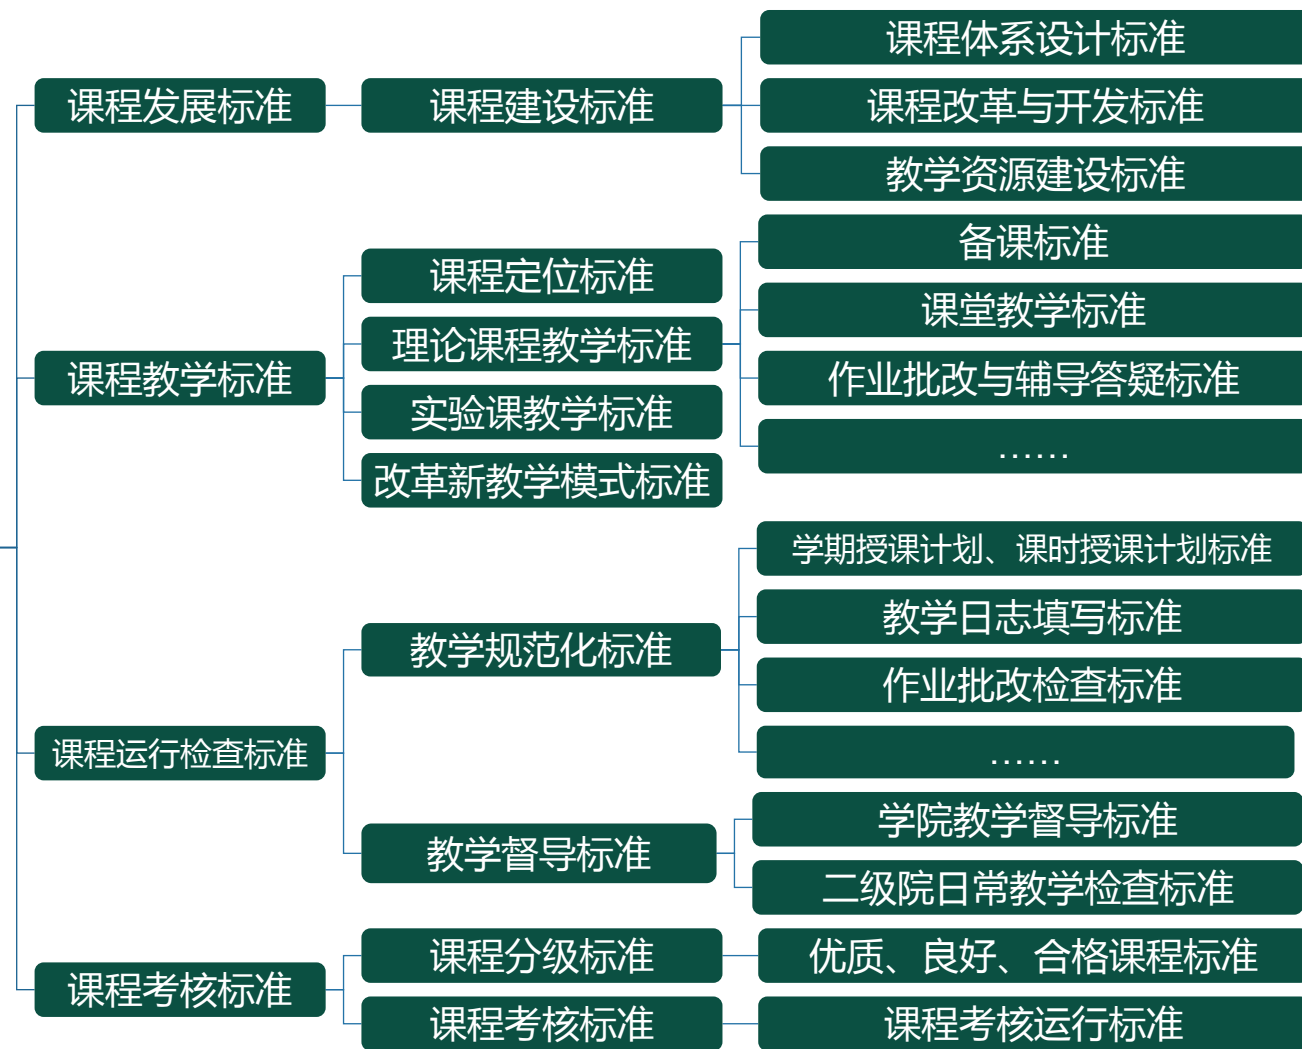 课程发展标准
课程建设标准
课程体系设计标准
课程改革与开发标准
教学资源建设标准
课程教学标准
课程定位标准
理论课程教学标准
备课标准
课堂教学标准
作业批改与辅导答疑标准
……
实验课教学标准
改革新教学模式标准
课程运行检查标准
教学规范化标准
学期授课计划、课时授课计划标准
教学日志填写标准
作业批改检查标准
……
教学督导标准
学院教学督导标准
二级院日常教学检查标准
课程考核标准
课程分级标准
优质、良好、合格课程标准
课程考核标准
课程考核运行标准